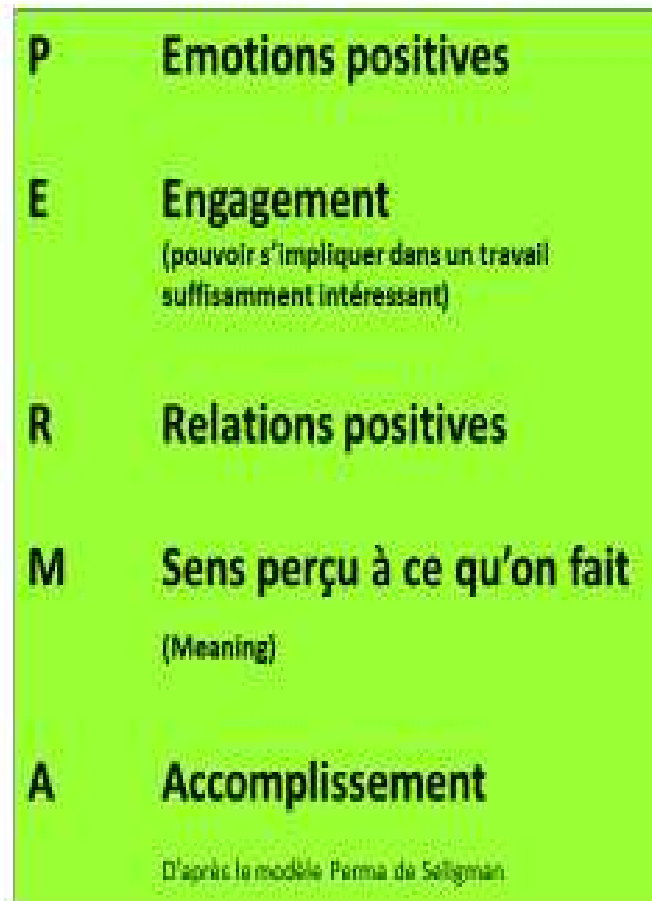 P Emotions positives
E Engagement
(pouvoir s'impliquer dans un travail
suffisamment intéressant)
R Relations positives
M Sens perçu à ce qu'on fait
(Meaning)
A Accomplissement
D'après le modèle Perma de Seligman